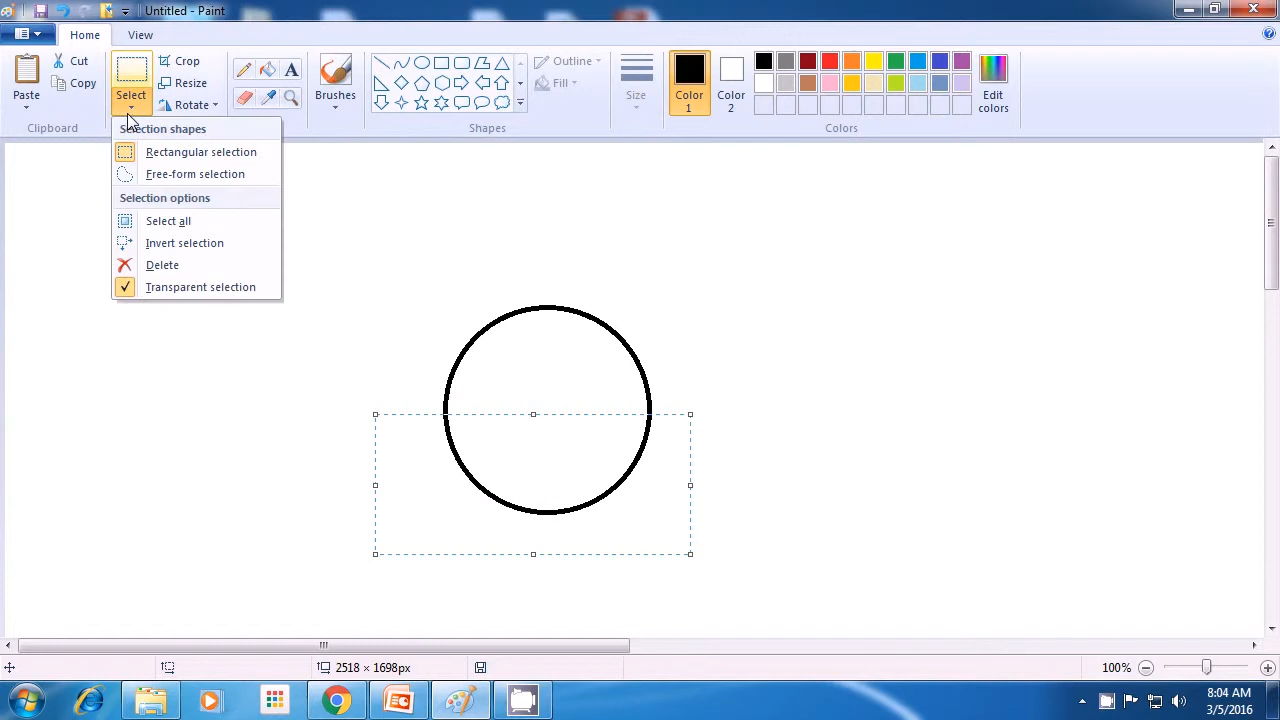 Untitled - Paint
Home View
Paste
Cut
Copy
Clipboard
Select
Crop
Resize
Rotate
A
Brushes
Shapes
Outline
Fill
Size
Color 1
Color 2
Edit colors
Colors
Selection shapes
Rectangular selection
Free-form selection
Selection options
Select all
Invert selection
Delete
Transparent selection
2518 × 1698px
100%
8:04 AM
3/5/2016